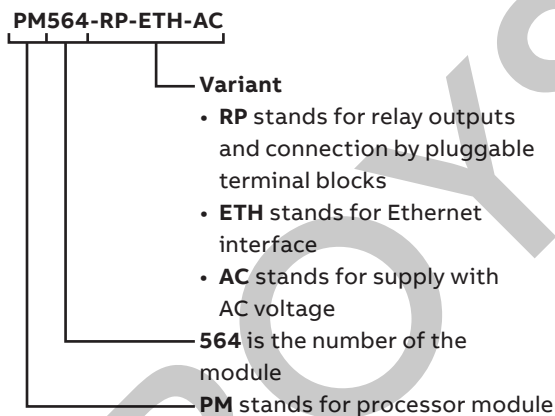 PM564-RP-ETH-AC
Variant
• RP stands for relay outputs
and connection by pluggable
terminal blocks
• ETH stands for Ethernet
interface
• AC stands for supply with
AC voltage
564 is the number of the
module
PM stands for processor module